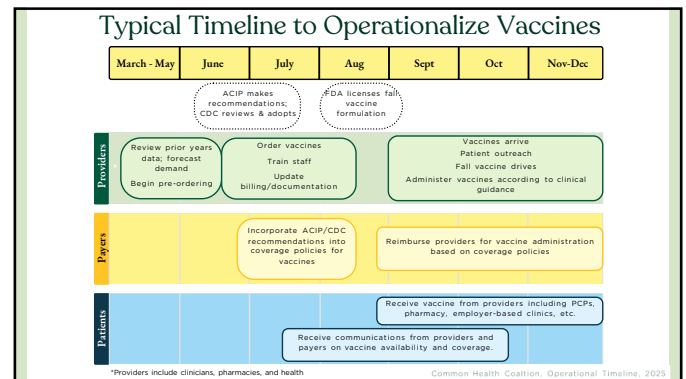 Typical Timeline to Operationalize Vaccines
March - May June July Aug Sept Oct Nov-Dec
ACIP makes
recommendations;
CDC reviews & adopts
FDA licenses fall
vaccine
formulation
Providers
Review prior years
data; forecast
demand
Begin pre-ordering
Order vaccines
Train staff
Update
billing/documentation
Vaccines arrive
Patient outreach
Fall vaccine drives
Administer vaccines according to clinical
guidance
Payers
Incorporate ACIP/CDC
recommendations into
coverage policies for
vaccines
Reimburse providers for vaccine administration
based on coverage policies
Patients
Receive vaccine from providers including PCPs,
pharmacy, employer-based clinics, etc.
Receive communications from providers and
payers on vaccine availability and coverage.
*Providers include clinicians, pharmacies, and health
Common Health Coaltion, Operational Timeline, 2025